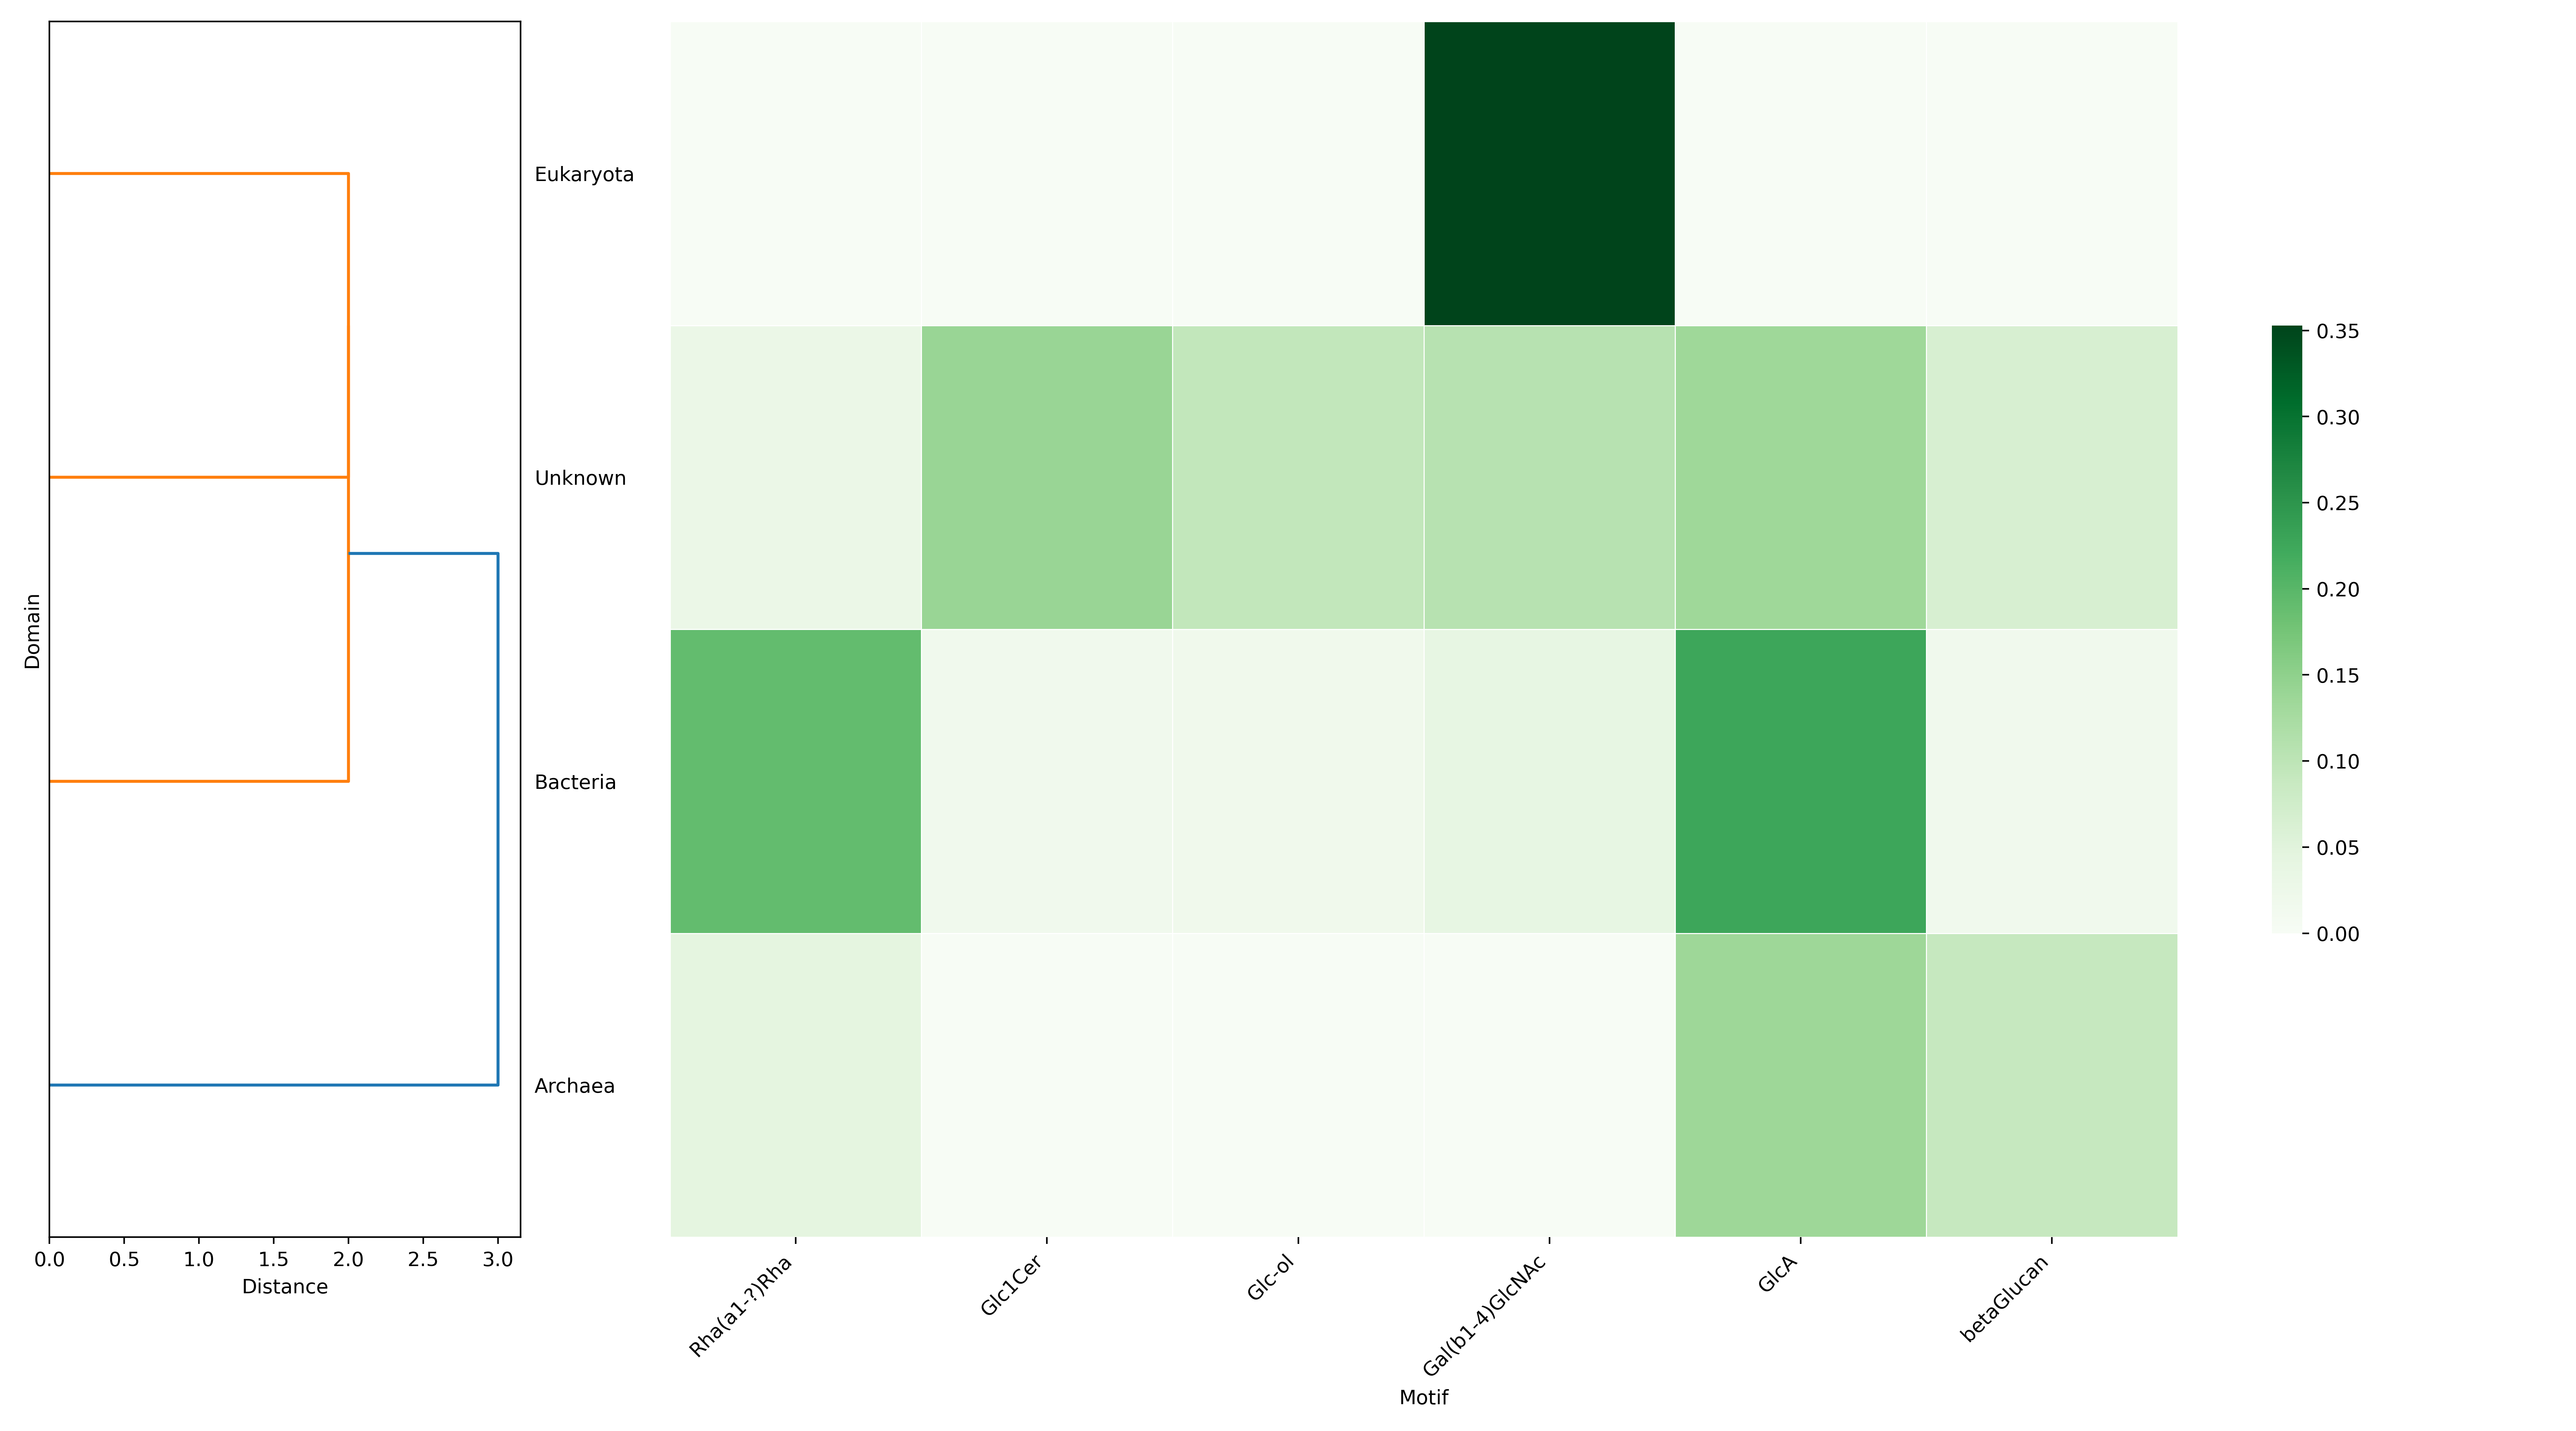 Domain
Eukaryota
Unknown
Bacteria
Archaea
0.0 0.5 1.0 1.5 2.0 2.5 3.0
Distance
Rha(a1-?)Rha
Glc1Cer
Glc-ol
Gal(b1-4)GlcNAc
GlcA
betaGlucan
Motif
0.35
0.30
0.25
0.20
0.15
0.10
0.05
0.00